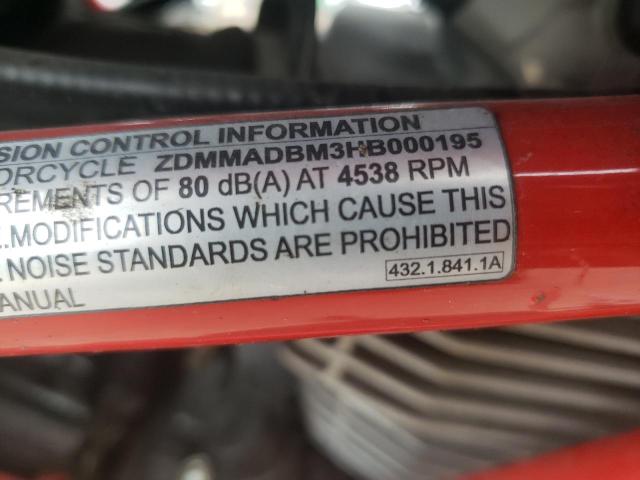 SION CONTROL INFORMATION
ORCYCLE ZDMMADBM3HB000195
REMENTS OF 80 dB(A) AT 4538 RPM
E.MODIFICATIONS WHICH CAUSE THIS
L.NOISE STANDARDS ARE PROHIBITED
MANUAL
432.1.841.1A